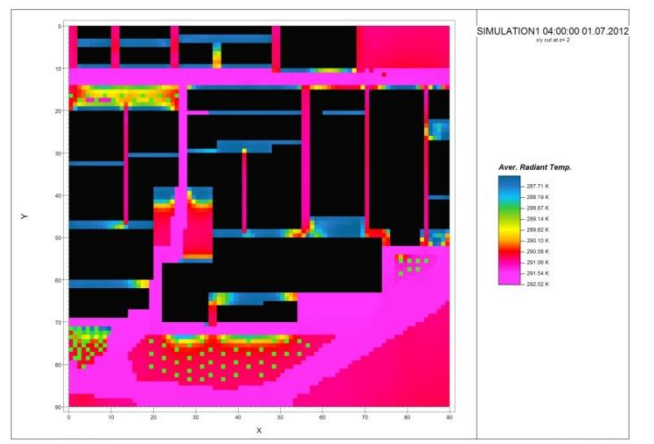 SIMULATION1 04:00:00 01.07.2012
x/y cut at z= 2
Aver. Radiant Temp.
287.71 K
288.19 K
288.67 K
289.14 K
289.62 K
290.10 K
290.58 K
291.06 K
291.54 K
292.02 K
0
10
20
30
40
50
60
70
80
90
Y
0
10
20
30
40
50
60
70
80
90
X